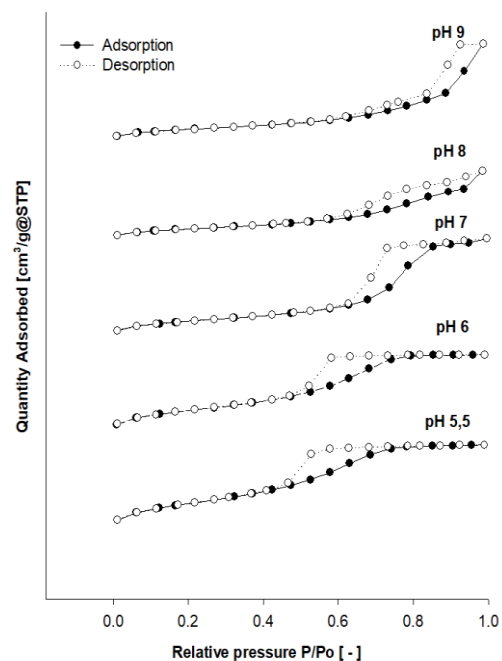 pH 9
Adsorption
Desorption
pH 8
pH 7
pH 6
pH 5,5
Quantity Adsorbed [cm³/g@STP]
0.0 0.2 0.4 0.6 0.8 1.0
Relative pressure P/Po [ - ]